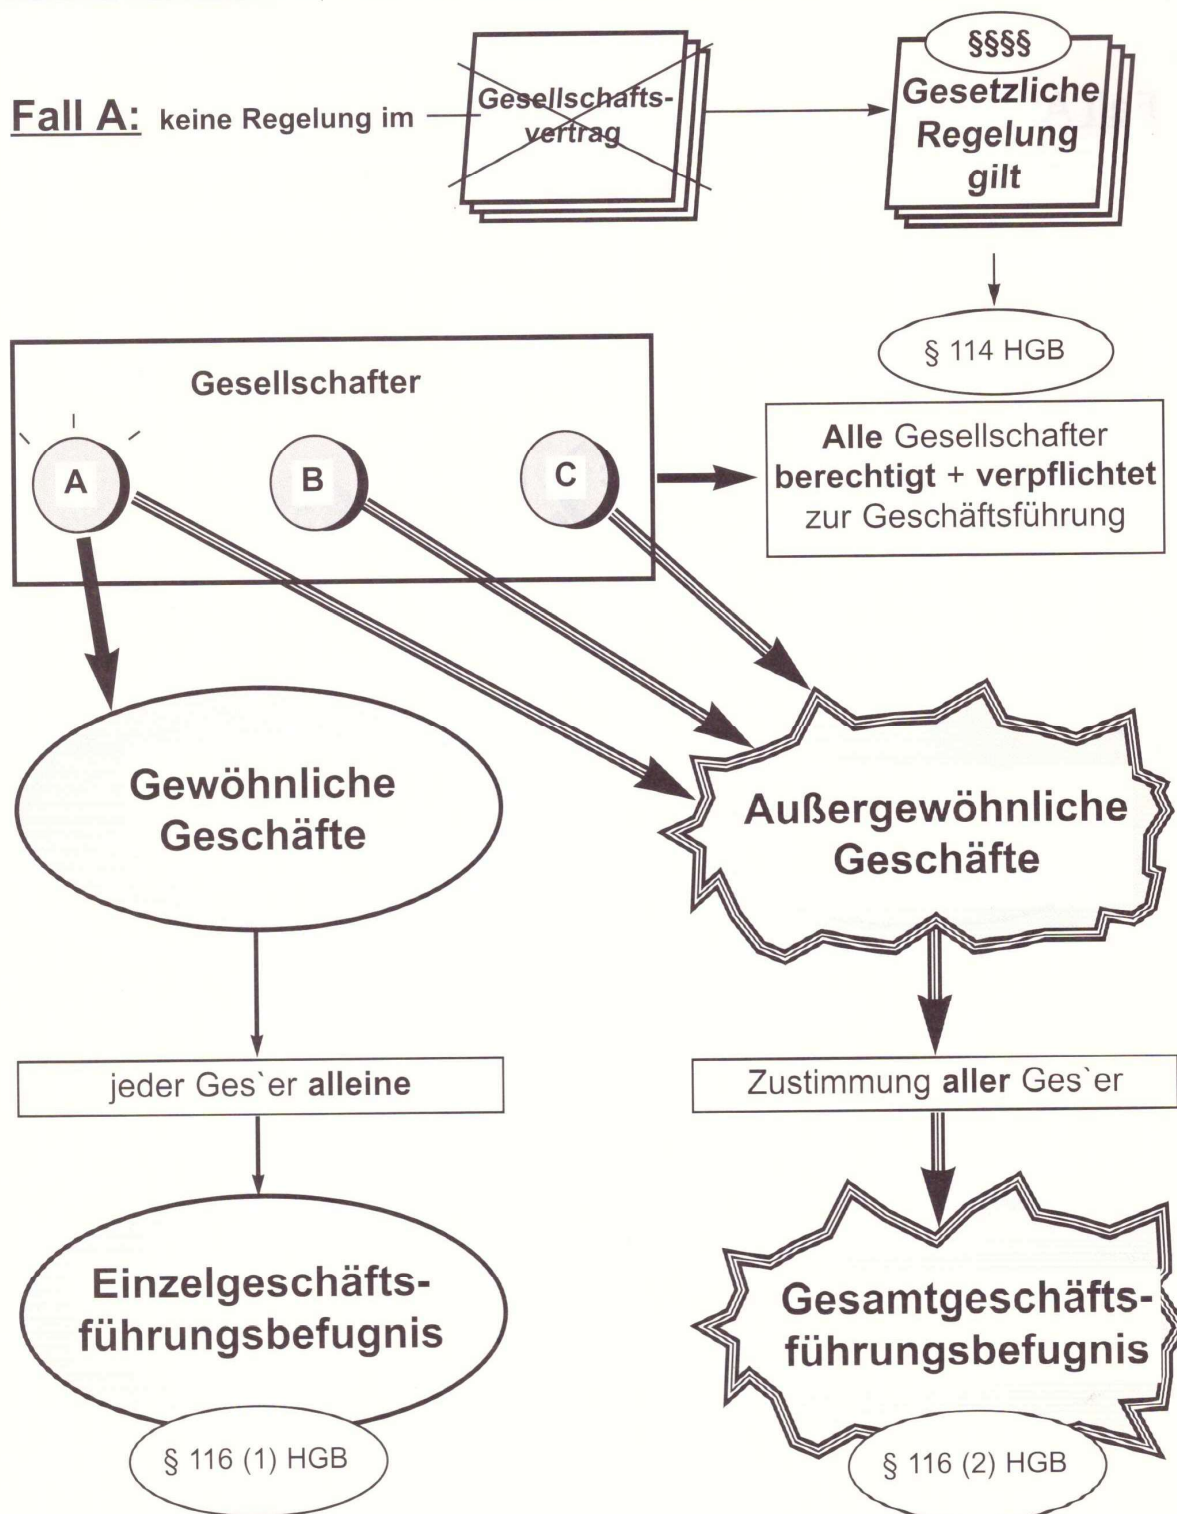 Fall A: keine Regelung im
Gesellschafts-
vertrag
§§§§
Gesetzliche
Regelung
gilt
§ 114 HGB
Gesellschafter
A
B
C
Alle Gesellschafter
berechtigt + verpflichtet
zur Geschäftsführung
Gewöhnliche
Geschäfte
Außergewöhnliche
Geschäfte
jeder Ges`er alleine
Zustimmung aller Ges`er
Einzelgeschäfts-
führungsbefugnis
Gesamtgeschäfts-
führungsbefugnis
§ 116 (1) HGB
§ 116 (2) HGB